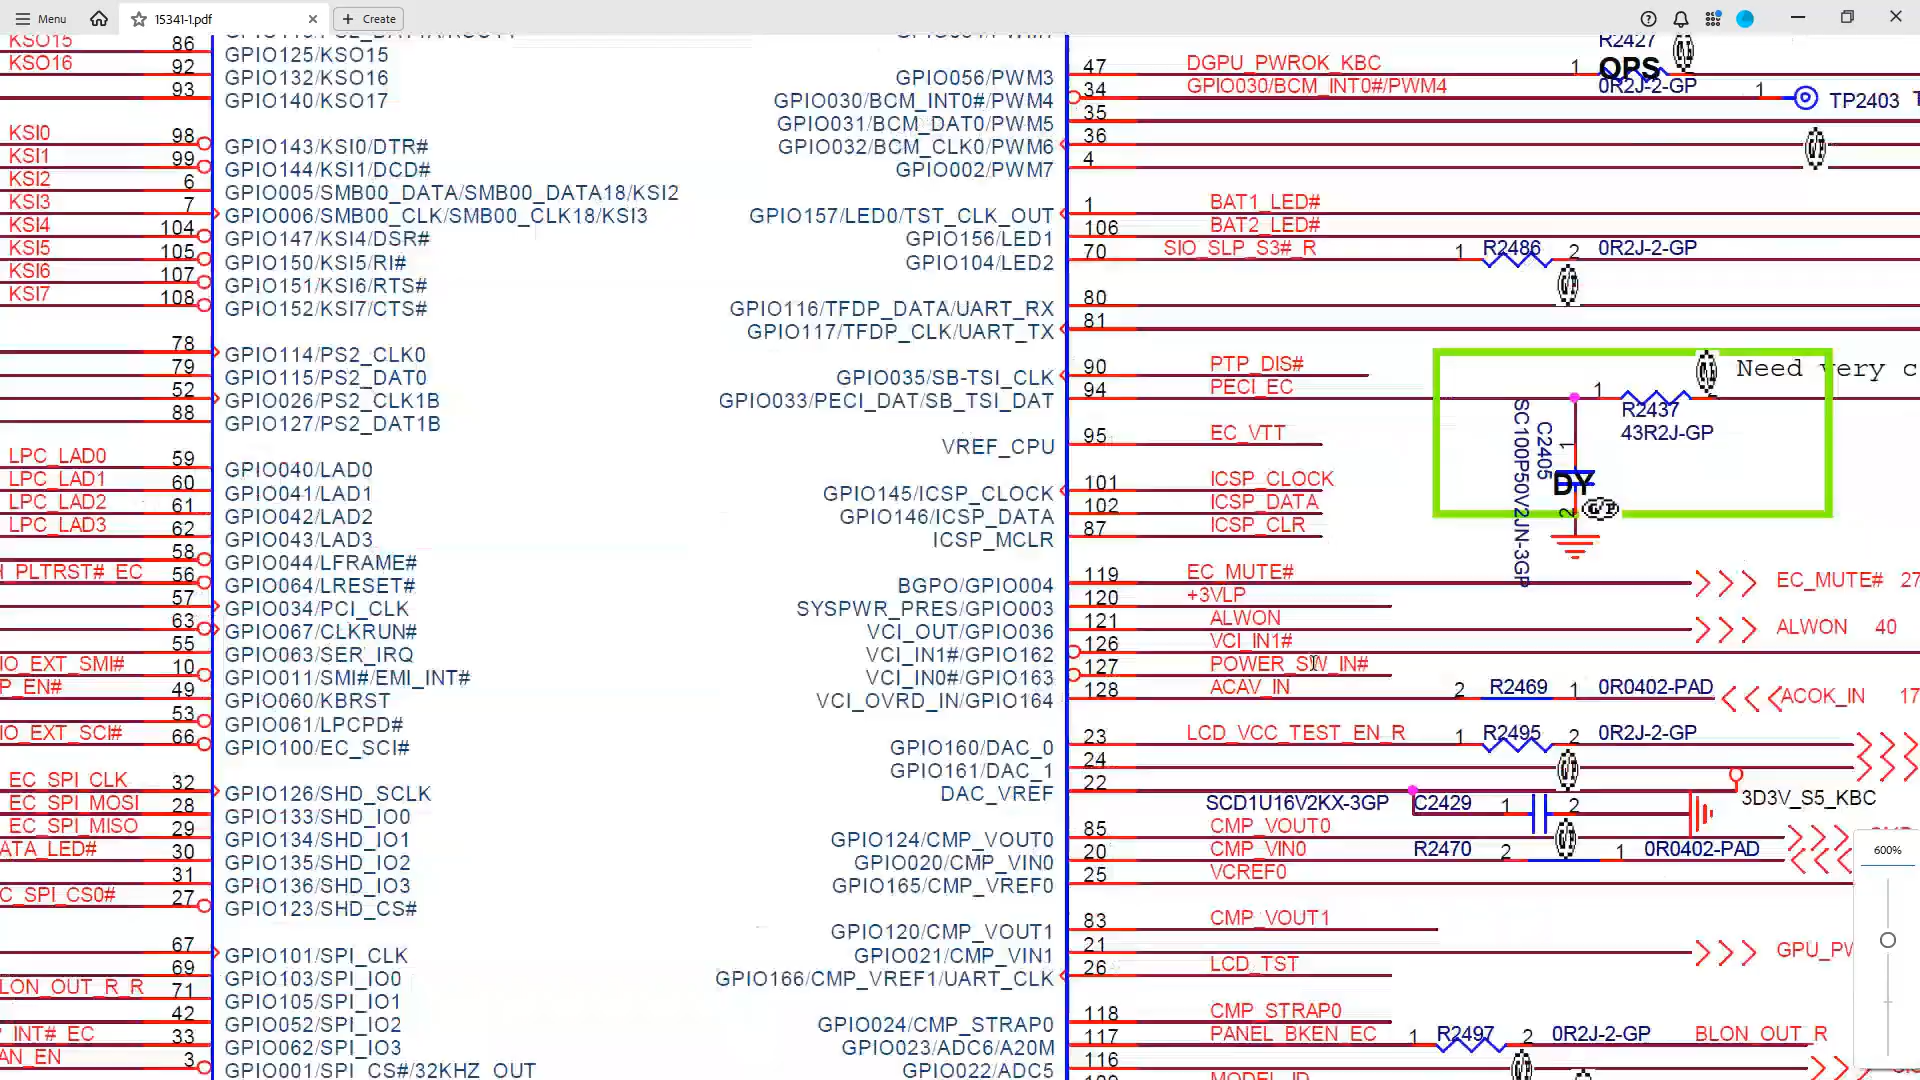 Menu
15341-1.pdf
Create
KSO15
KSO16
86
92
93
GPIO125/KSO15
GPIO132/KSO16
GPIO140/KSO17
KSI0 98 GPIO143/KSI0/DTR#
KSI1 99 GPIO144/KSI1/DCD#
KSI2 6 GPIO005/SMB00_DATA/SMB00_DATA18/KSI2
KSI3 7 GPIO006/SMB00_CLK/SMB00_CLK18/KSI3
KSI4 104 GPIO147/KSI4/DSR#
KSI5 105 GPIO150/KSI5/RI#
KSI6 107 GPIO151/KSI6/RTS#
KSI7 108 GPIO152/KSI7/CTS#
78 GPIO114/PS2_CLK0
79 GPIO115/PS2_DAT0
52 GPIO026/PS2_CLK1B
88 GPIO127/PS2_DAT1B
LPC_LAD0 59 GPIO040/LAD0
LPC_LAD1 60 GPIO041/LAD1
LPC_LAD2 61 GPIO042/LAD2
LPC_LAD3 62 GPIO043/LAD3
58 GPIO044/LFRAME#
PLTRST#_EC 56 GPIO064/LRESET#
57 GPIO034/PCI_CLK
63 GPIO067/CLKRUN#
55 GPIO063/SER_IRQ
IO_EXT_SMI# 10 GPIO011/SMI#/EMI_INT#
P_EN# 49 GPIO060/KBRST
53 GPIO061/LPCPD#
IO_EXT_SCI# 66 GPIO100/EC_SCI#
EC_SPI_CLK 32 GPIO126/SHD_SCLK
EC_SPI_MOSI 28 GPIO133/SHD_IO0
EC_SPI_MISO 29 GPIO134/SHD_IO1
ATA_LED# 30 GPIO135/SHD_IO2
31 GPIO136/SHD_IO3
C_SPI_CS0# 27 GPIO123/SHD_CS#
67 GPIO101/SPI_CLK
69 GPIO103/SPI_IO0
LON_OUT_R_R 71 GPIO105/SPI_IO1
42 GPIO052/SPI_IO2
INT#_EC 33 GPIO062/SPI_IO3
AN_EN 3 GPIO001/SPI_CS#/32KHZ_OUT
GPIO056/PWM3 47 DGPU_PWROK_KBC 1 R2427 OPS 0R2J-2-GP
GPIO030/BCM_INT0#/PWM4 34 GPIO030/BCM_INT0#/PWM4 1 TP2403
GPIO031/BCM_DAT0/PWM5 35
GPIO032/BCM_CLK0/PWM6 36
GPIO002/PWM7 4
GPIO157/LED0/TST_CLK_OUT 1 BAT1_LED#
GPIO156/LED1 106 BAT2_LED#
GPIO104/LED2 70 SIO_SLP_S3#_R 1 R2486 2 0R2J-2-GP
GPIO116/TFDP_DATA/UART_RX 80
GPIO117/TFDP_CLK/UART_TX 81
GPIO035/SB-TSI_CLK 90 PTP_DIS#
GPIO033/PECI_DAT/SB_TSI_DAT 94 PECI_EC
Need very c
1 R2437 2
43R2J-GP
C2405
SC100P50V2JN-3GP
1
DY
2
VREF_CPU 95 EC_VTT
GPIO145/ICSP_CLOCK 101 ICSP_CLOCK
GPIO146/ICSP_DATA 102 ICSP_DATA
ICSP_MCLR 87 ICSP_CLR
BGPO/GPIO004 119 EC_MUTE# EC_MUTE# 27
SYSPWR_PRES/GPIO003 120 +3VLP
VCI_OUT/GPIO036 121 ALWON ALWON 40
VCI_IN1#/GPIO162 126 VCI_IN1#
VCI_IN0#/GPIO163 127 POWER_SW_IN#
VCI_OVRD_IN/GPIO164 128 ACAV_IN 2 R2469 1 0R0402-PAD ACOK_IN 17
GPIO160/DAC_0 23 LCD_VCC_TEST_EN_R 1 R2495 2 0R2J-2-GP
GPIO161/DAC_1 24
DAC_VREF 22
SCD1U16V2KX-3GP C2429 1 2 3D3V_S5_KBC
GPIO124/CMP_VOUT0 85 CMP_VOUT0
GPIO020/CMP_VIN0 20 CMP_VIN0 R2470 2 1 0R0402-PAD
GPIO165/CMP_VREF0 25 VCREF0
600%
GPIO120/CMP_VOUT1 83 CMP_VOUT1
GPIO021/CMP_VIN1 21 GPU_PW
GPIO166/CMP_VREF1/UART_CLK 26 LCD_TST
GPIO024/CMP_STRAP0 118 CMP_STRAP0
GPIO023/ADC6/A20M 117 PANEL_BKEN_EC 1 R2497 2 0R2J-2-GP BLON_OUT_R
GPIO022/ADC5 116
MODEL_ID